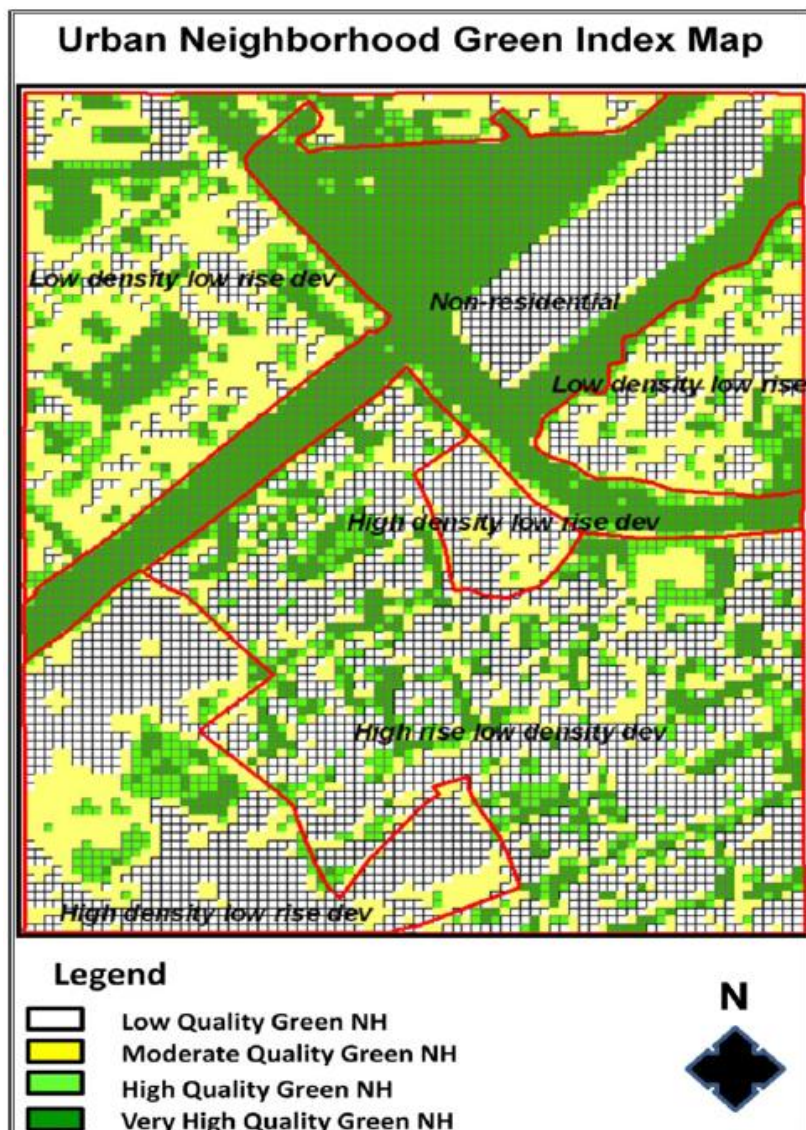 Urban Neighborhood Green Index Map
Low density low rise dev
Non-residential
Low density low rise
High density low rise dev
High rise low density dev
High density low rise dev
Legend
N
Low Quality Green NH
Moderate Quality Green NH
High Quality Green NH
Very High Quality Green NH